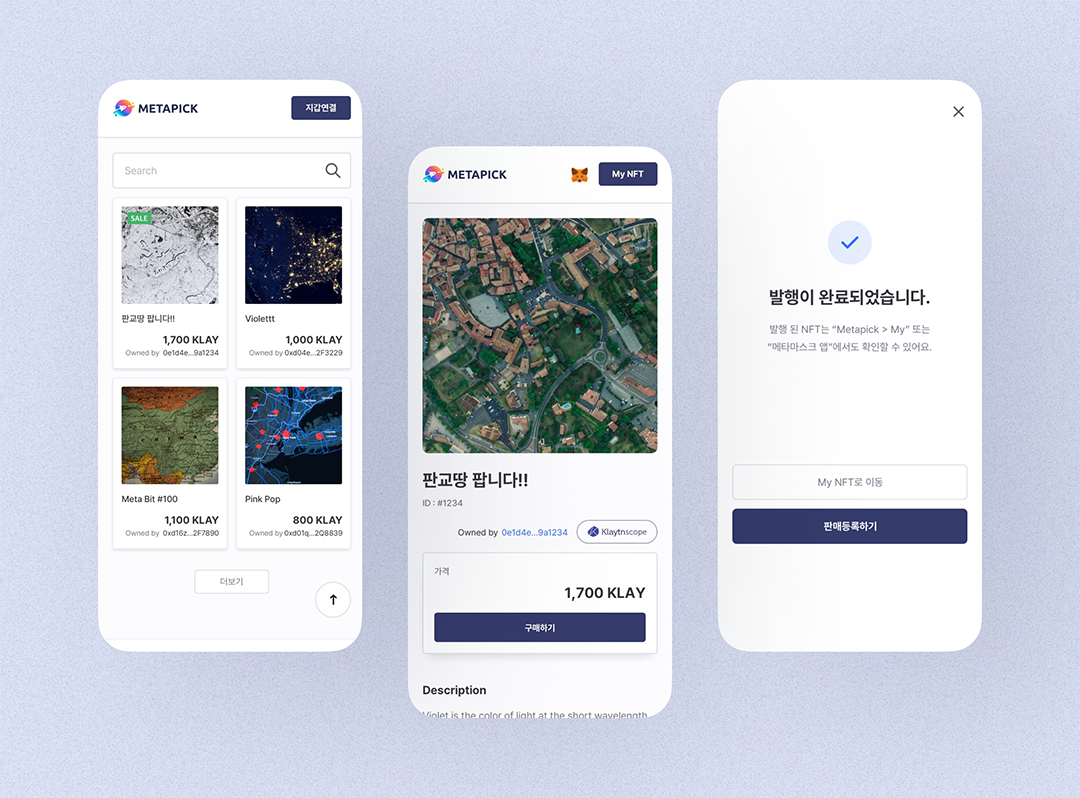 METAPICK
지갑연결
Search
SALE
판교땅 팝니다!!
1,700 KLAY
Owned by 0e1d4e...9a1234
Violettt
1,000 KLAY
Owned by 0xd04e...2F3229
CHINA
Meta Bit #100
1,100 KLAY
Owned by 0xd16z...2F7890
Pink Pop
800 KLAY
Owned by 0xd01q...2Q8839
더보기
METAPICK
My NFT
판교땅 팝니다!!
ID : #1234
Owned by 0e1d4e...9a1234
Klaytnscope
가격
1,700 KLAY
구매하기
Description
Violet is the color of light at the short wavelength
발행이 완료되었습니다.
발행 된 NFT는 “Metapick > My” 또는
“메타마스크 앱”에서도 확인할 수 있어요.
My NFT로 이동
판매등록하기